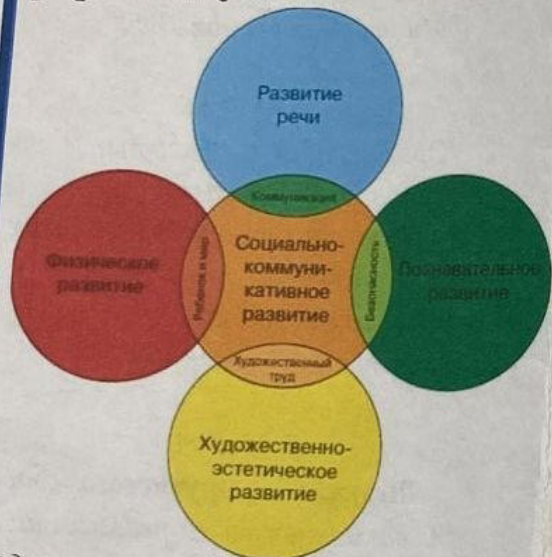 Развитие
речи
Коммуникация
Физическое
развитие
Ребенок и мир
Социально-
коммуни-
кативное
развитие
Безопасность
Познавательное
развитие
Художественный
труд
Художественно-
эстетическое
развитие